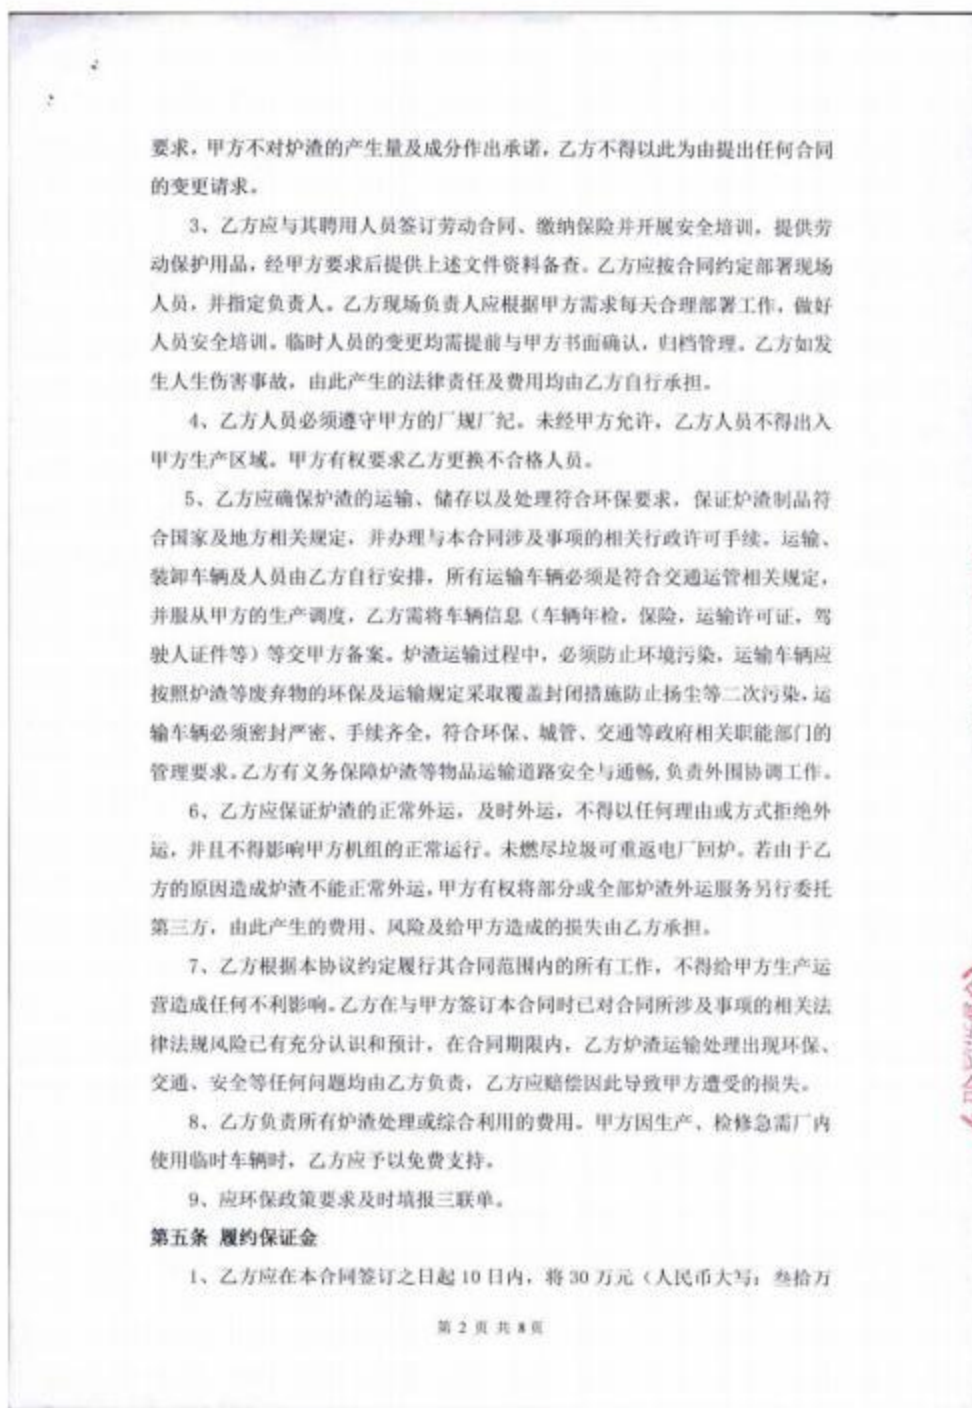 要求。甲方不对炉渣的产生量及成分作出承诺，乙方不得以此为由提出任何合同
的变更请求。
3、乙方应与其聘用人员签订劳动合同、缴纳保险并开展安全培训，提供劳
动保护用品，经甲方要求后提供上述文件资料备查。乙方应按合同约定部署现场
人员，并指定负责人。乙方现场负责人应根据甲方需求每天合理部署工作，做好
人员安全培训。临时人员的变更均需提前与甲方书面确认，归档管理。乙方如发
生人生伤害事故，由此产生的法律责任及费用均由乙方自行承担。
4、乙方人员必须遵守甲方的厂规厂纪。未经甲方允许，乙方人员不得出入
甲方生产区域。甲方有权要求乙方更换不合格人员。
5、乙方应确保炉渣的运输、储存以及处理符合环保要求，保证炉渣制品符
合国家及地方相关规定，并办理与本合同涉及事项的相关行政许可手续。运输、
装卸车辆及人员由乙方自行安排，所有运输车辆必须是符合交通运管相关规定，
并服从甲方的生产调度，乙方需将车辆信息（车辆年检，保险，运输许可证，驾
驶人证件等）等交甲方备案。炉渣运输过程中，必须防止环境污染，运输车辆应
按照炉渣等废弃物的环保及运输规定采取覆盖封闭措施防止扬尘等二次污染，运
输车辆必须密封严密、手续齐全，符合环保、城管、交通等政府相关职能部门的
管理要求。乙方有义务保障炉渣等物品运输道路安全与通畅，负责外围协调工作。
6、乙方应保证炉渣的正常外运，及时外运，不得以任何理由或方式拒绝外
运，并且不得影响甲方机组的正常运行。未燃尽垃圾可重返电厂回炉。若由于乙
方的原因造成炉渣不能正常外运，甲方有权将部分或全部炉渣外运服务另行委托
第三方，由此产生的费用、风险及给甲方造成的损失由乙方承担。
7、乙方根据本协议约定履行其合同范围内的所有工作，不得给甲方生产运
营造成任何不利影响。乙方在与甲方签订本合同时已对合同所涉及事项的相关法
律法规风险已有充分认识和预计，在合同期限内，乙方炉渣运输处理出现环保、
交通、安全等任何问题均由乙方负责，乙方应赔偿因此导致甲方遭受的损失。
8、乙方负责所有炉渣处理或综合利用的费用。甲方因生产、检修急需厂内
使用临时车辆时，乙方应予以免费支持。
9、应环保政策要求及时填报三联单。
第五条 履约保证金
1、乙方应在本合同签订之日起 10 日内，将 30 万元（人民币大写：叁拾万
第 2 页 共 8 页